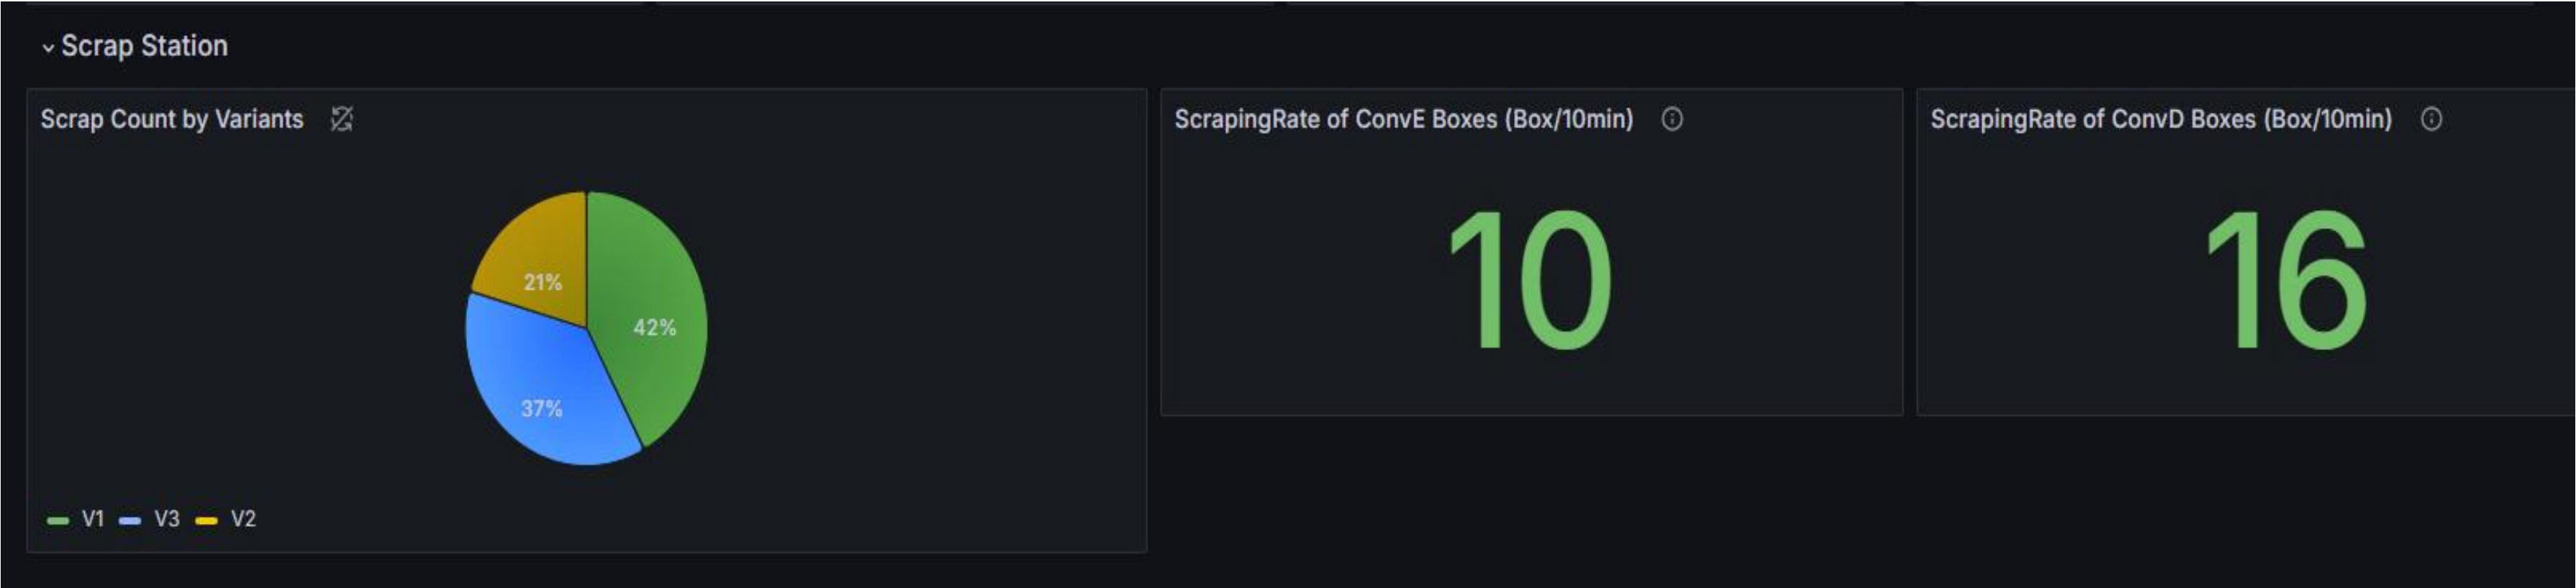 Scrap Station
Scrap Count by Variants
21%
42%
37%
V1 V3 V2
ScrapingRate of ConvE Boxes (Box/10min)
10
ScrapingRate of ConvD Boxes (Box/10min)
16